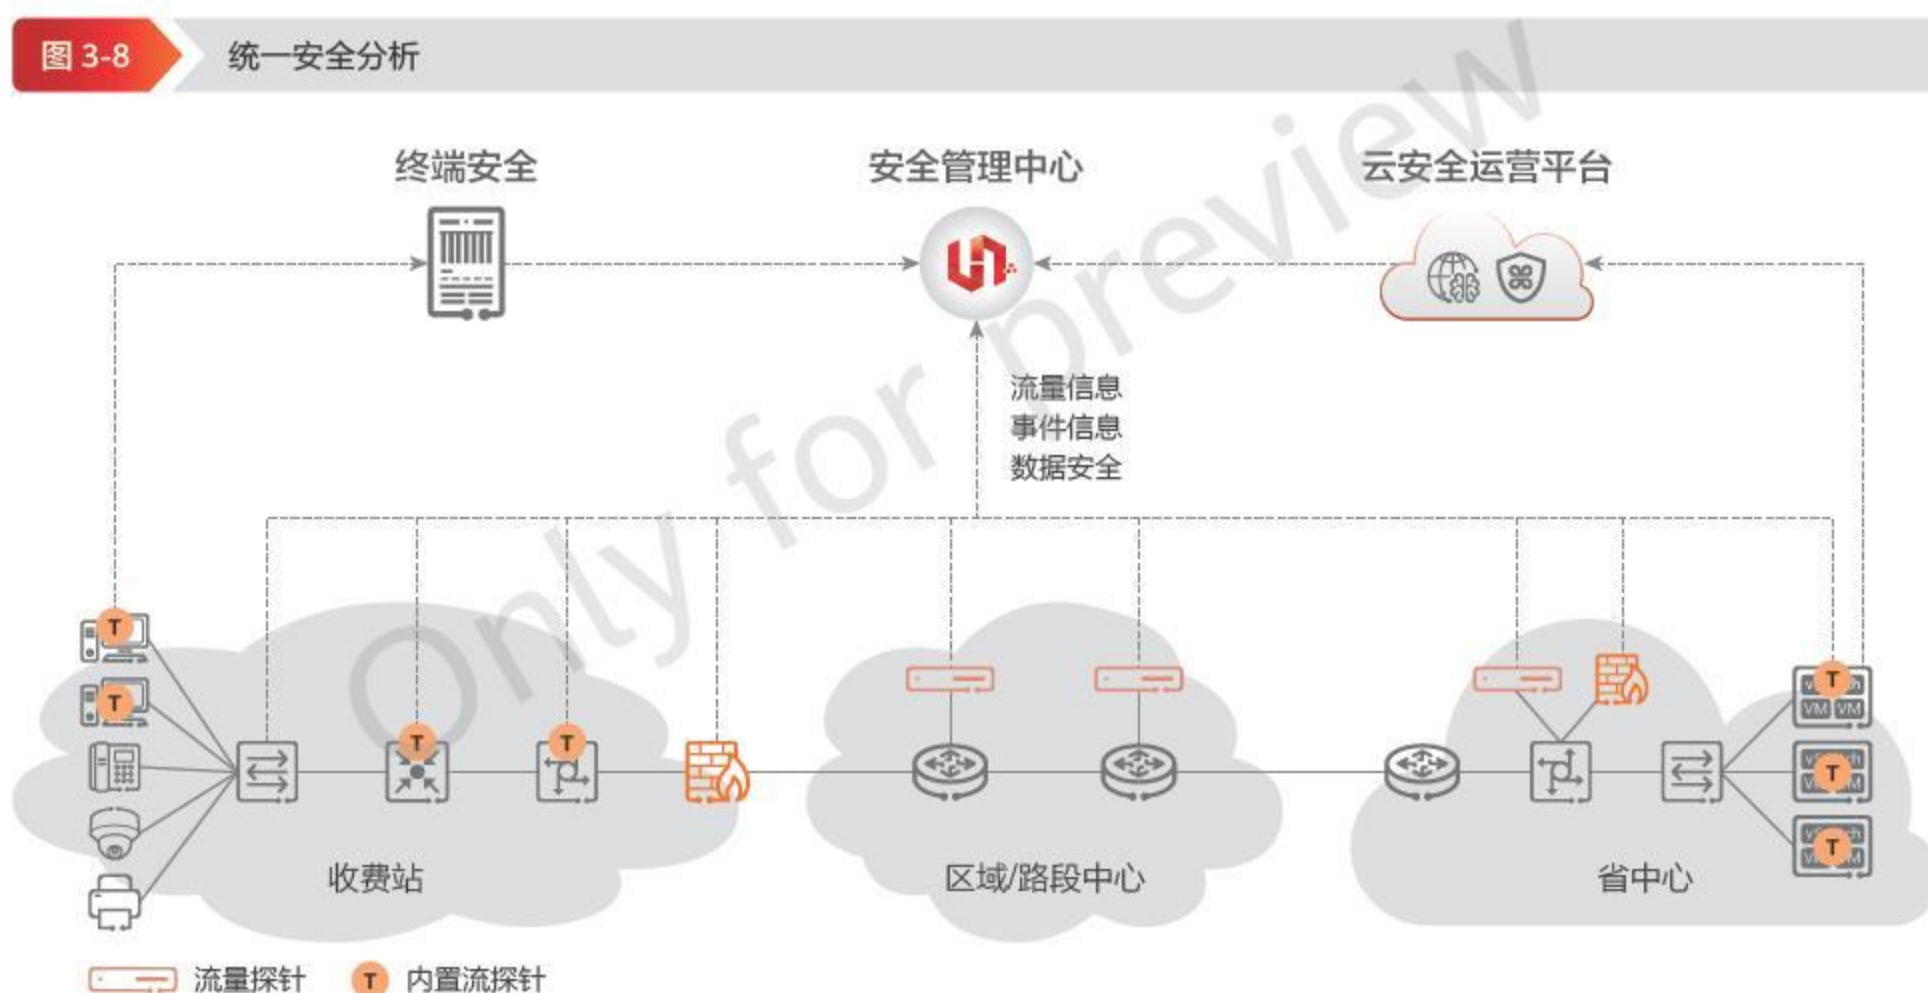 图 3-8
统一安全分析
终端安全
安全管理中心
云安全运营平台
流量信息
事件信息
数据安全
T
T
T
T
T
VM VM
T
T
收费站
区域/路段中心
省中心
流量探针
T
内置流探针
Only for preview